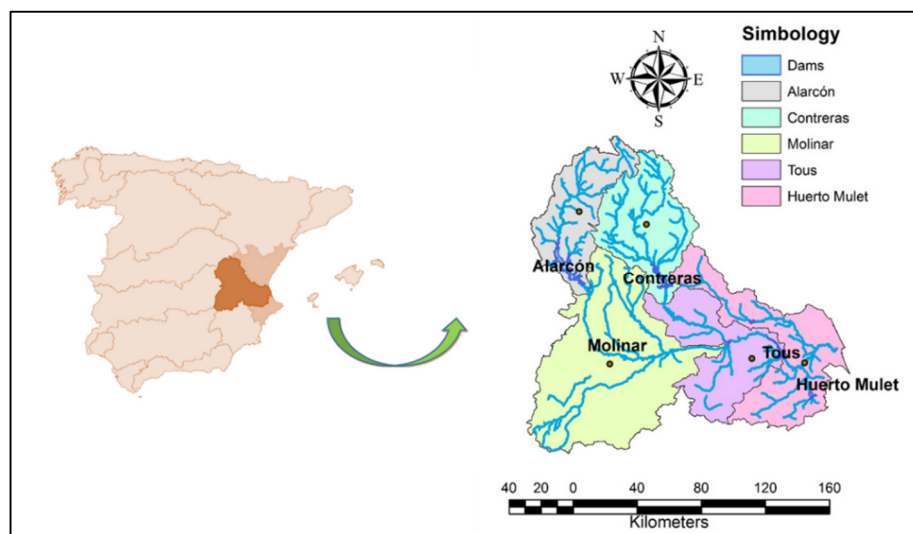 Simbology
Dams
Alarcón
Contreras
Molinar
Tous
Huerto Mulet
N
W E
S
Alarcón
Contreras
Molinar
Tous
Huerto Mulet
40 20 0 40 80 120 160
Kilometers